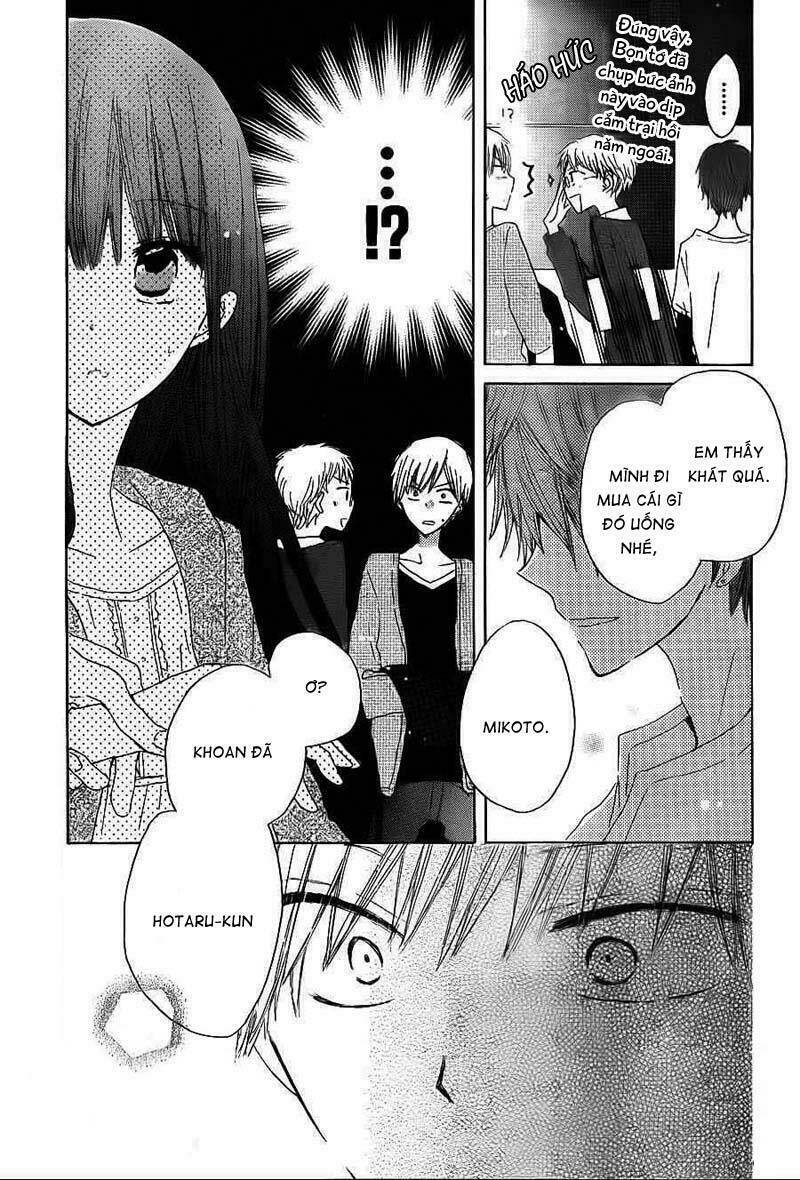 .....
Đúng vậy.
Bọn tớ đã
chụp bức ảnh
này vào dịp
cắm trại hồi
năm ngoái.
HÁO HỨC
!?
EM THẤY
KHÁT QUÁ.
MÌNH ĐI
MUA CÁI GÌ
ĐÓ UỐNG
NHÉ,
MIKOTO.
....
!?
Ơ?
KHOAN ĐÃ
HOTARU-KUN